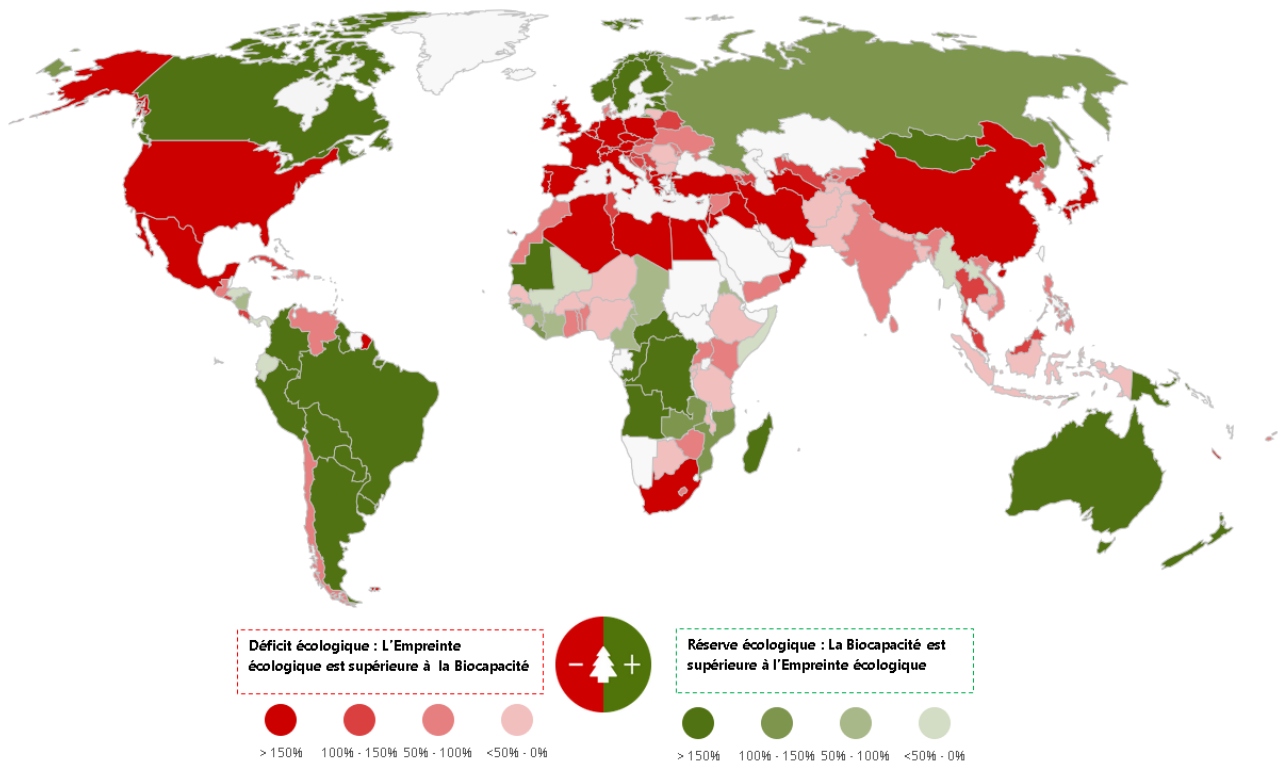 Déficit écologique : L'Empreinte
écologique est supérieure à la Biocapacité
− +
Réserve écologique : La Biocapacité est
supérieure à l'Empreinte écologique
> 150% 100% - 150% 50% - 100% <50% - 0%
> 150% 100% - 150% 50% - 100% <50% - 0%